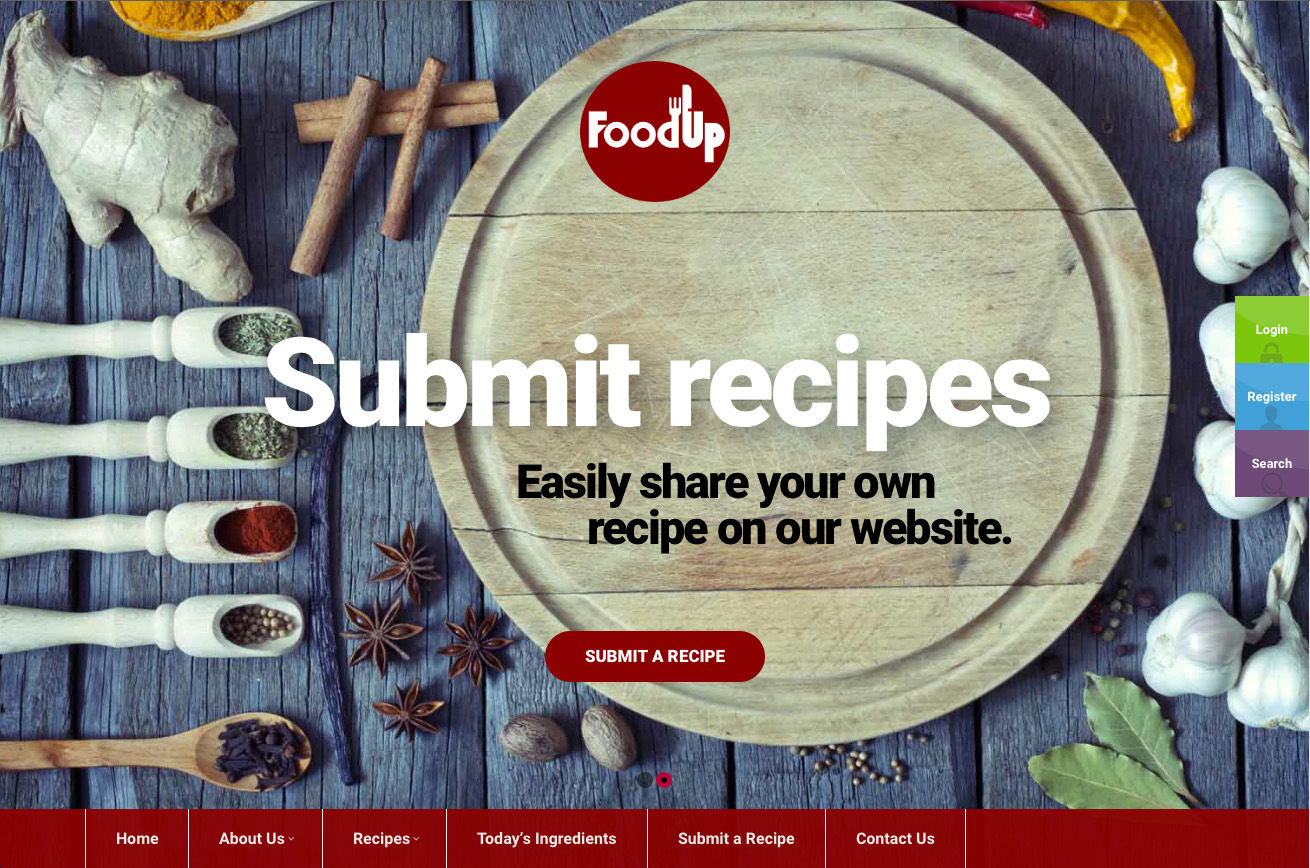 FoodUp
Login
Submit recipes
Register
Search
Easily share your own
recipe on our website.
SUBMIT A RECIPE
Home
About Us
Recipes
Today’s Ingredients
Submit a Recipe
Contact Us